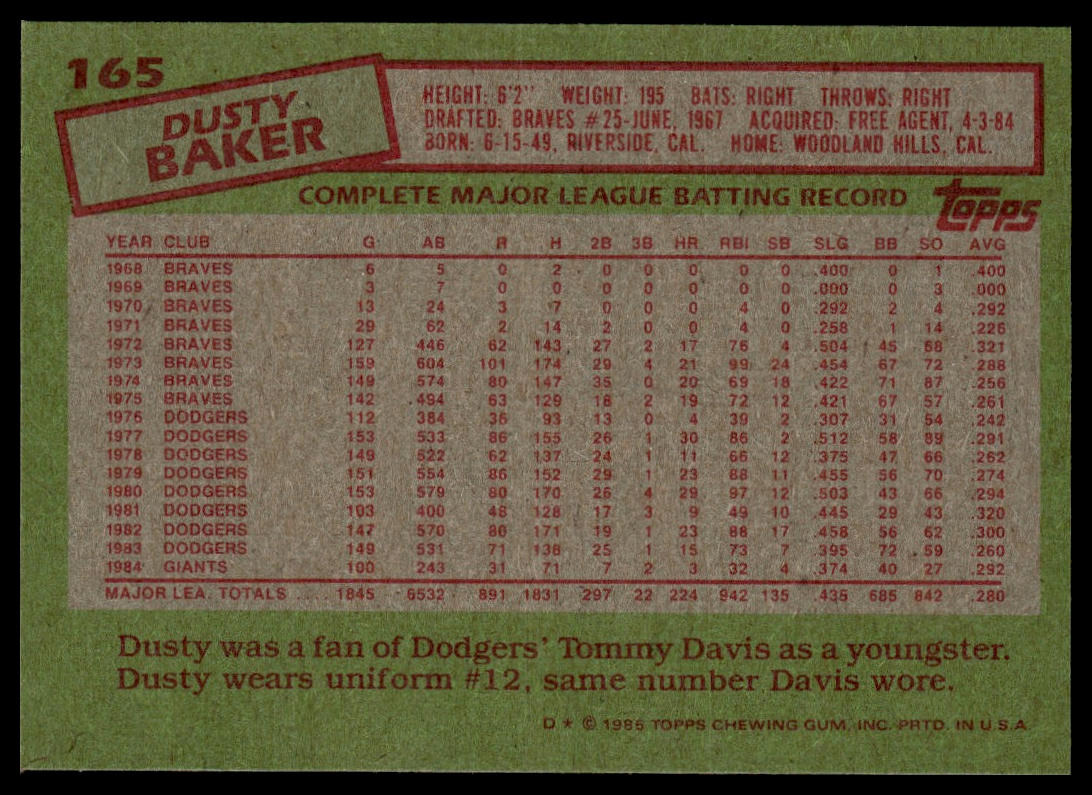 165
DUSTY
BAKER
HEIGHT: 6'2" WEIGHT: 195 BATS: RIGHT THROWS: RIGHT
DRAFTED: BRAVES #25-JUNE, 1967 ACQUIRED: FREE AGENT, 4-3-84
BORN: 6-15-49, RIVERSIDE, CAL. HOME: WOODLAND HILLS, CAL.
COMPLETE MAJOR LEAGUE BATTING RECORD
topps
YEAR CLUB G AB R H 2B 3B HR RBI SB SLG BB SO AVG
1968 BRAVES 6 5 0 2 0 0 0 0 0 .400 0 1 .400
1969 BRAVES 3 7 0 0 0 0 0 0 0 .000 0 3 .000
1970 BRAVES 13 24 3 7 0 0 0 4 0 .292 2 4 .292
1971 BRAVES 29 62 2 14 2 0 0 4 0 .258 1 14 .226
1972 BRAVES 127 446 62 143 27 2 17 76 4 .504 45 68 .321
1973 BRAVES 159 604 101 174 29 4 21 99 24 .454 67 72 .288
1974 BRAVES 149 574 80 147 35 0 20 69 18 .422 71 87 .256
1975 BRAVES 142 494 63 129 18 2 19 72 12 .421 67 57 .261
1976 DODGERS 112 384 36 93 13 0 4 39 2 .307 31 54 .242
1977 DODGERS 153 533 86 155 26 1 30 86 2 .512 58 89 .291
1978 DODGERS 149 522 62 137 24 1 11 66 12 .375 47 66 .262
1979 DODGERS 151 554 86 152 29 1 23 88 11 .455 56 70 .274
1980 DODGERS 153 579 80 170 26 4 29 97 12 .503 43 66 .294
1981 DODGERS 103 400 48 128 17 3 9 49 10 .445 29 43 .320
1982 DODGERS 147 570 80 171 19 1 23 88 17 .458 56 62 .300
1983 DODGERS 149 531 71 138 25 1 15 73 7 .395 72 59 .260
1984 GIANTS 100 243 31 71 7 2 3 32 4 .374 40 27 .292
MAJOR LEA. TOTALS .... 1845 6532 891 1831 297 22 224 942 135 .435 685 842 .280
Dusty was a fan of Dodgers' Tommy Davis as a youngster.
Dusty wears uniform #12, same number Davis wore.
D ★ © 1985 TOPPS CHEWING GUM, INC. PRTD. IN U.S.A.